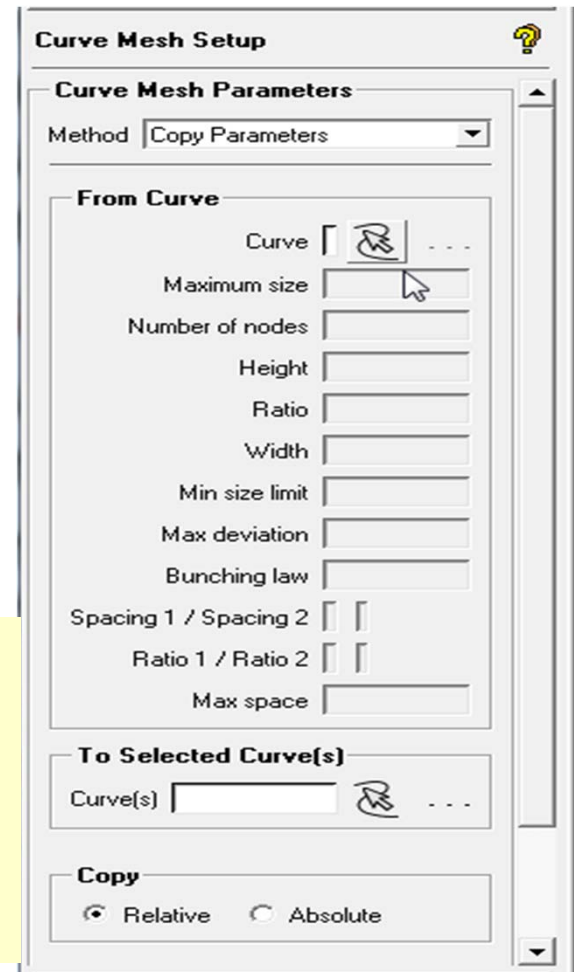 Curve Mesh Setup
Curve Mesh Parameters
Method Copy Parameters
From Curve
Curve ...
Maximum size
Number of nodes
Height
Ratio
Width
Min size limit
Max deviation
Bunching law
Spacing 1 / Spacing 2
Ratio 1 / Ratio 2
Max space
To Selected Curve(s)
Curve(s) ...
Copy
Relative Absolute